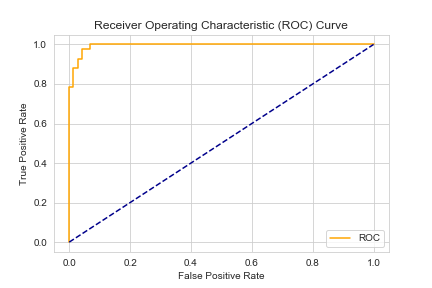 Receiver Operating Characteristic (ROC) Curve
1.0
0.8
0.6
0.4
0.2
0.0
True Positive Rate
0.0 0.2 0.4 0.6 0.8 1.0
False Positive Rate
ROC